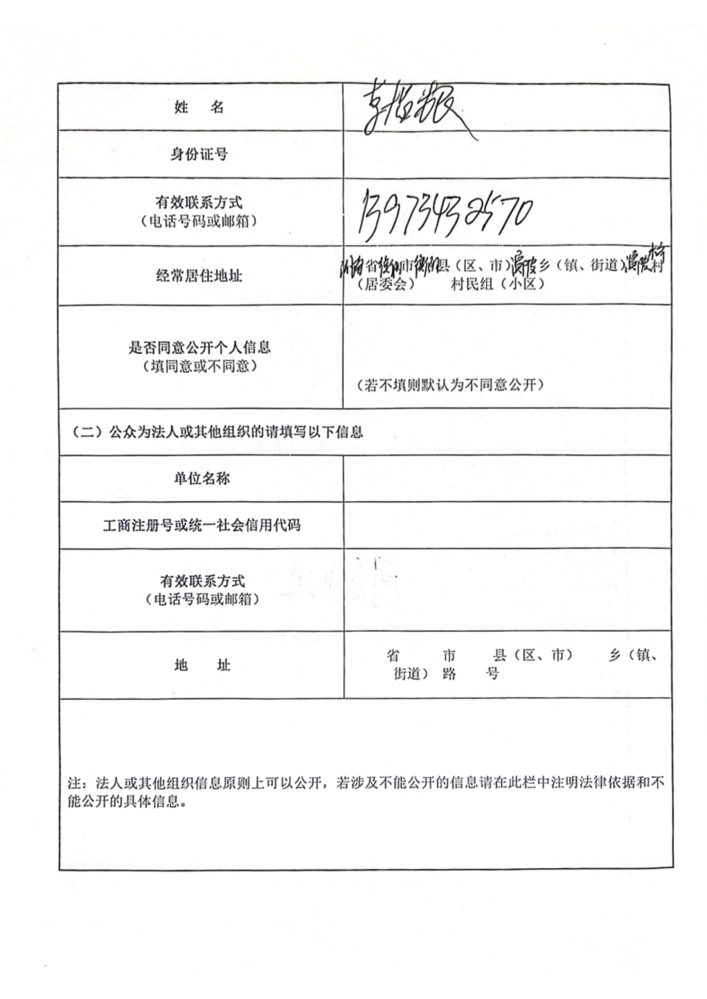 姓 名
身份证号
有效联系方式
(电话号码或邮箱)
13973432570
经常居住地址
湖南省衡阳市衡阳县（区、市）乡（镇、街道）村
（居委会） 村民组（小区）
是否同意公开个人信息
（填同意或不同意）
（若不填则默认为不同意公开）
（二）公众为法人或其他组织的请填写以下信息
单位名称
工商注册号或统一社会信用代码
有效联系方式
（电话号码或邮箱）
地 址
省 市 县（区、市） 乡（镇、
街道） 路 号
注：法人或其他组织信息原则上可以公开，若涉及不能公开的信息请在此栏中注明法律依据和不
能公开的具体信息。